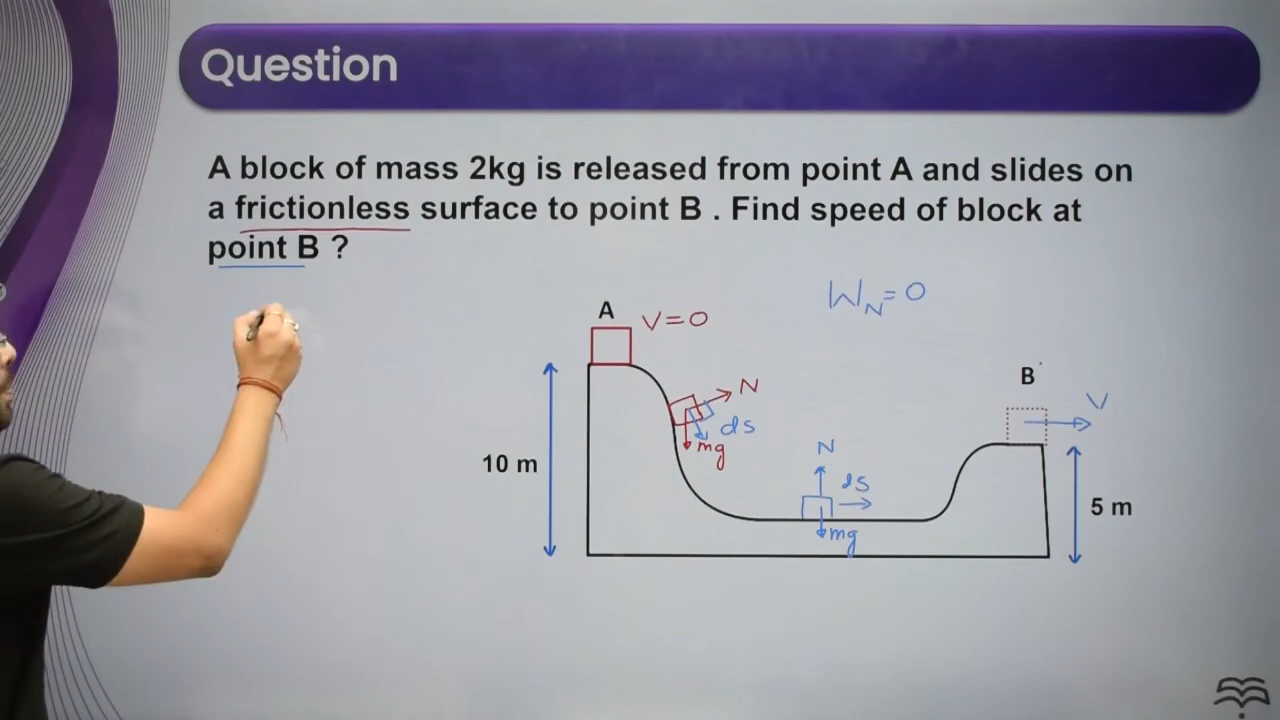 Question
A block of mass 2kg is released from point A and slides on
a frictionless surface to point B . Find speed of block at
point B ?
W_N = 0
A
V = 0
B
V
N
ds
mg
10 m
N
ds
mg
5 m